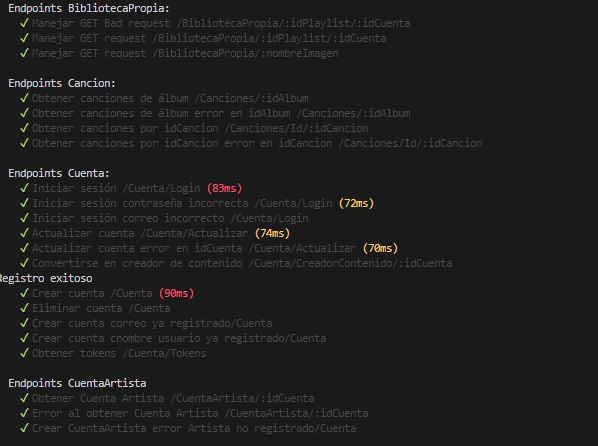 Endpoints BibliotecaPropia:
✓ Manejar GET Bad request /BibliotecaPropia/:idPlaylist/:idCuenta
✓ Manejar GET request /BibliotecaPropia/:idPlaylist/:idCuenta
✓ Manejar GET request /BibliotecaPropia/:nombreImagen
Endpoints Cancion:
✓ Obtener canciones de álbum /Canciones/:idAlbum
✓ Obtener canciones de álbum error en idAlbum /Canciones/:idAlbum
✓ Obtener canciones por idCancion /Canciones/Id/:idCancion
✓ Obtener canciones por idCancion error en idCancion /Canciones/Id/:idCancion
Endpoints Cuenta:
✓ Iniciar sesión /Cuenta/Login (83ms)
✓ Iniciar sesión contraseña incorrecta /Cuenta/Login (72ms)
✓ Iniciar sesión correo incorrecto /Cuenta/Login
✓ Actualizar cuenta /Cuenta/Actualizar (74ms)
✓ Actualizar cuenta error en idCuenta /Cuenta/Actualizar (70ms)
✓ Convertirse en creador de contenido /Cuenta/CreadorContenido/:idCuenta
Registro exitoso
✓ Crear cuenta /Cuenta (90ms)
✓ Eliminar cuenta /Cuenta
✓ Crear cuenta correo ya registrado/Cuenta
✓ Crear cuenta cnombre usuario ya registrado/Cuenta
✓ Obtener tokens /Cuenta/Tokens
Endpoints CuentaArtista
✓ Obtener Cuenta Artista /CuentaArtista/:idCuenta
✓ Error al obtener Cuenta Artista /CuentaArtista/:idCuenta
✓ Crear CuentaArtista error Artista no registrado/Cuenta